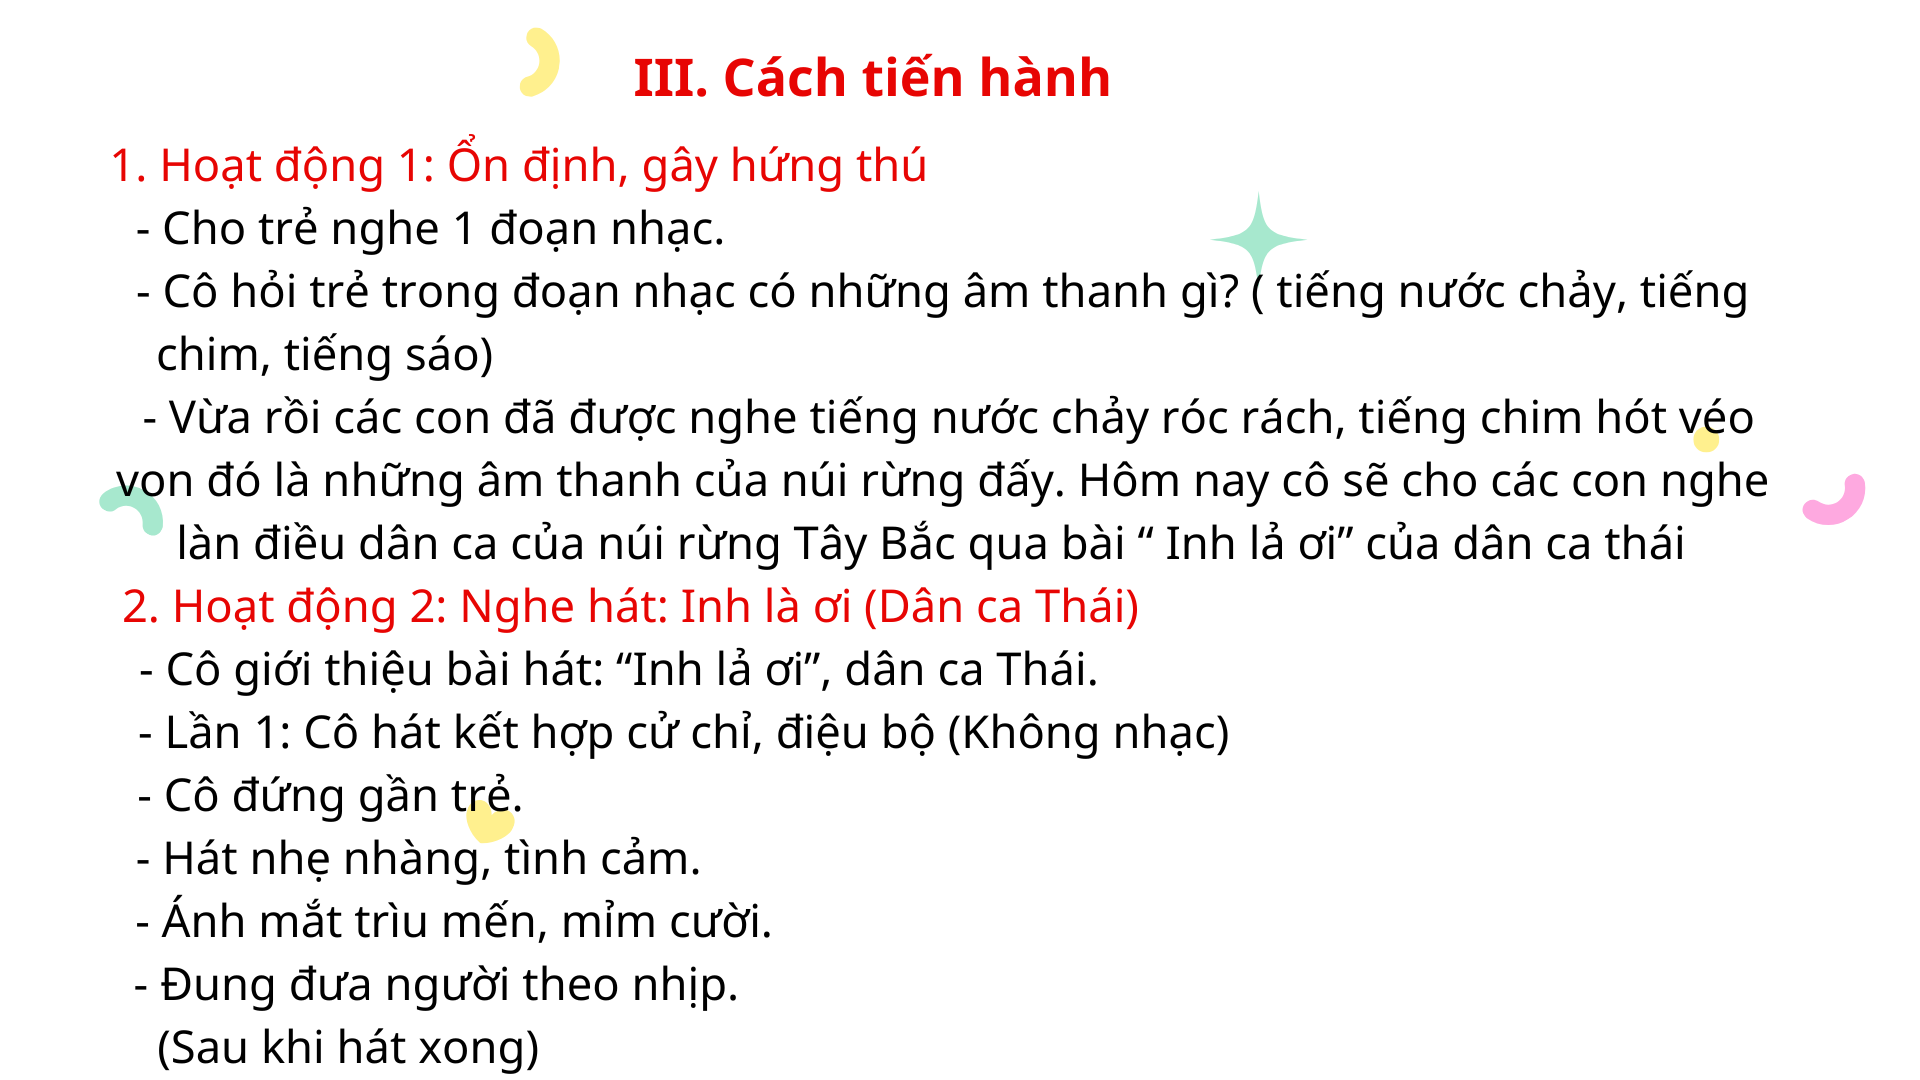 III. Cách tiến hành
1. Hoạt động 1: Ổn định, gây hứng thú
- Cho trẻ nghe 1 đoạn nhạc.
- Cô hỏi trẻ trong đoạn nhạc có những âm thanh gì? ( tiếng nước chảy, tiếng
chim, tiếng sáo)
- Vừa rồi các con đã được nghe tiếng nước chảy róc rách, tiếng chim hót véo
von đó là những âm thanh của núi rừng đấy. Hôm nay cô sẽ cho các con nghe
làn điều dân ca của núi rừng Tây Bắc qua bài “ Inh lả ơi” của dân ca thái
2. Hoạt động 2: Nghe hát: Inh là ơi (Dân ca Thái)
- Cô giới thiệu bài hát: “Inh lả ơi”, dân ca Thái.
- Lần 1: Cô hát kết hợp cử chỉ, điệu bộ (Không nhạc)
- Cô đứng gần trẻ.
- Hát nhẹ nhàng, tình cảm.
- Ánh mắt trìu mến, mỉm cười.
- Đung đưa người theo nhịp.
(Sau khi hát xong)